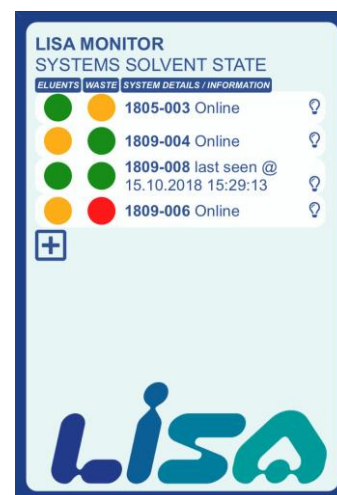 LISA MONITOR
SYSTEMS SOLVENT STATE
ELUENTS WASTE SYSTEM DETAILS / INFORMATION
1805-003 Online
1809-004 Online
1809-008 last seen @
15.10.2018 15:29:13
1809-006 Online
LiSA